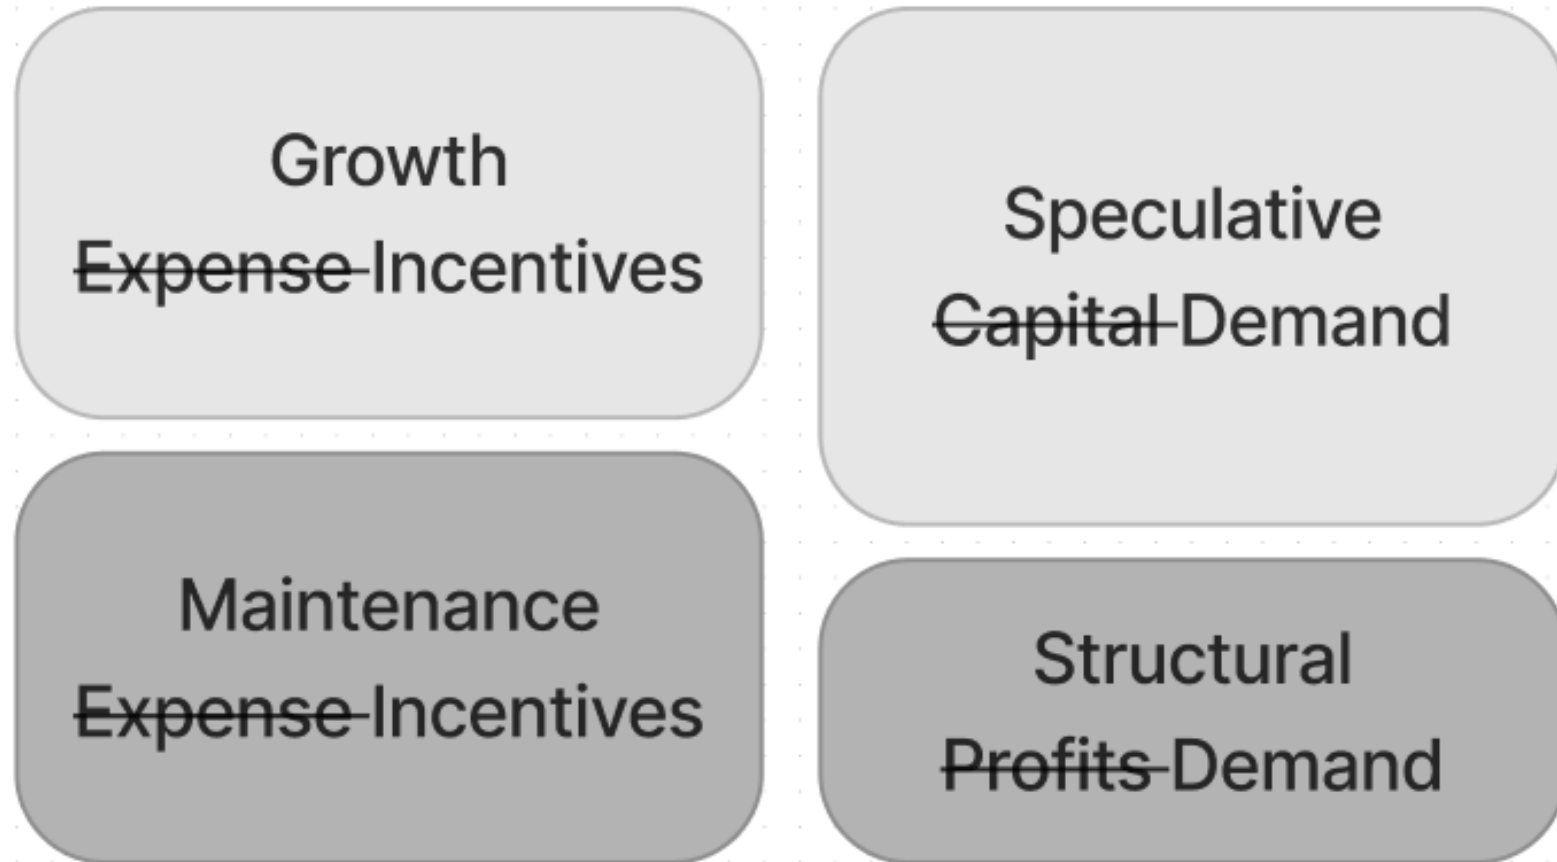 Growth
Expense Incentives
Speculative
Capital Demand
Maintenance
Expense Incentives
Structural
Profits Demand